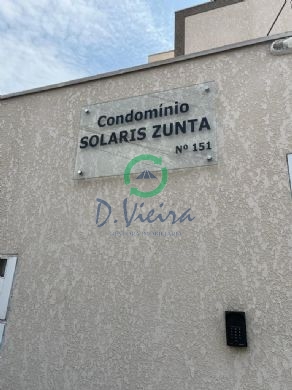 Condomínio
SOLARIS ZUNTA
Nº 151
D.Vieira